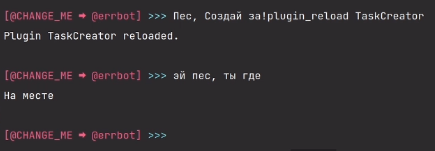 [@CHANGE_ME ➡ @errbot] >>> Пес, Создай за!plugin_reload TaskCreator
Plugin TaskCreator reloaded.
[@CHANGE_ME ➡ @errbot] >>> эй пес, ты где
На месте
[@CHANGE_ME ➡ @errbot] >>>